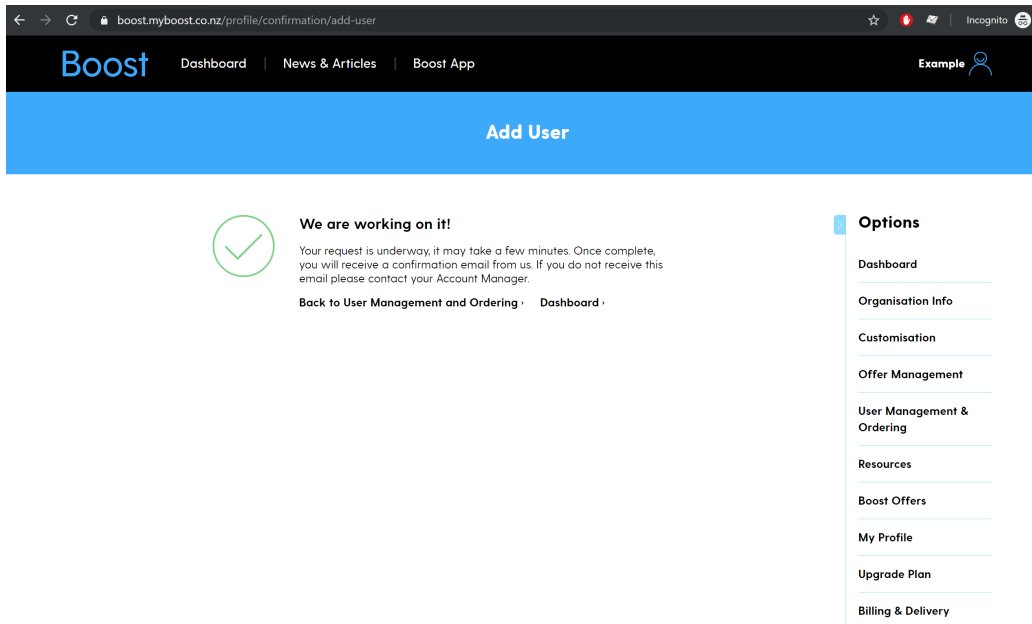 boost.myboost.co.nz/profile/confirmation/add-user
Incognito
Boost
Dashboard
News & Articles
Boost App
Example
Add User
We are working on it!
Your request is underway, it may take a few minutes. Once complete,
you will receive a confirmation email from us. If you do not receive this
email please contact your Account Manager.
Back to User Management and Ordering ›
Dashboard ›
Options
Dashboard
Organisation Info
Customisation
Offer Management
User Management &
Ordering
Resources
Boost Offers
My Profile
Upgrade Plan
Billing & Delivery